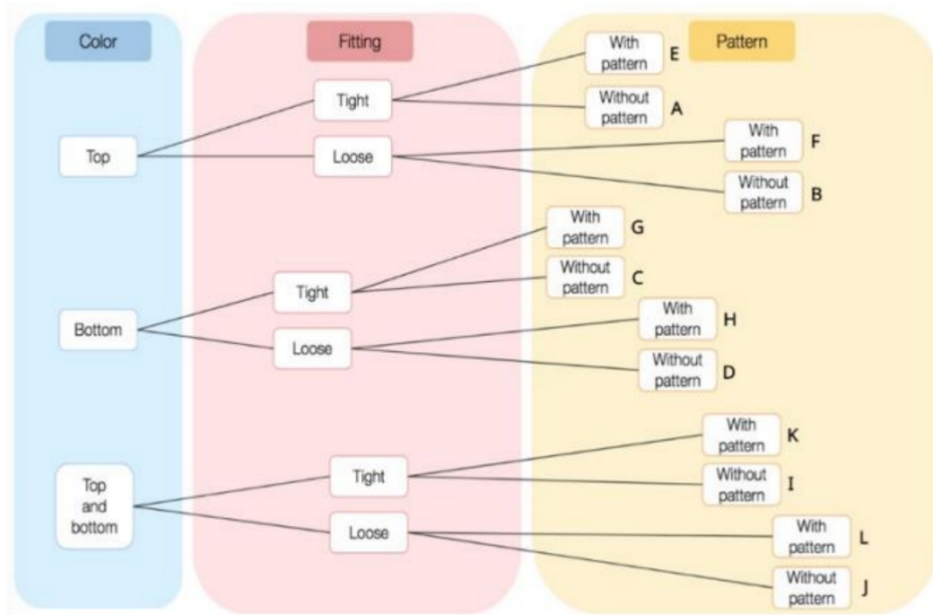 Color
Fitting
Pattern
Top
Tight
With
pattern
E
Without
pattern
A
Loose
With
pattern
F
Without
pattern
B
Bottom
Tight
With
pattern
G
Without
pattern
C
Loose
With
pattern
H
Without
pattern
D
Top
and
bottom
Tight
With
pattern
K
Without
pattern
I
Loose
With
pattern
L
Without
pattern
J